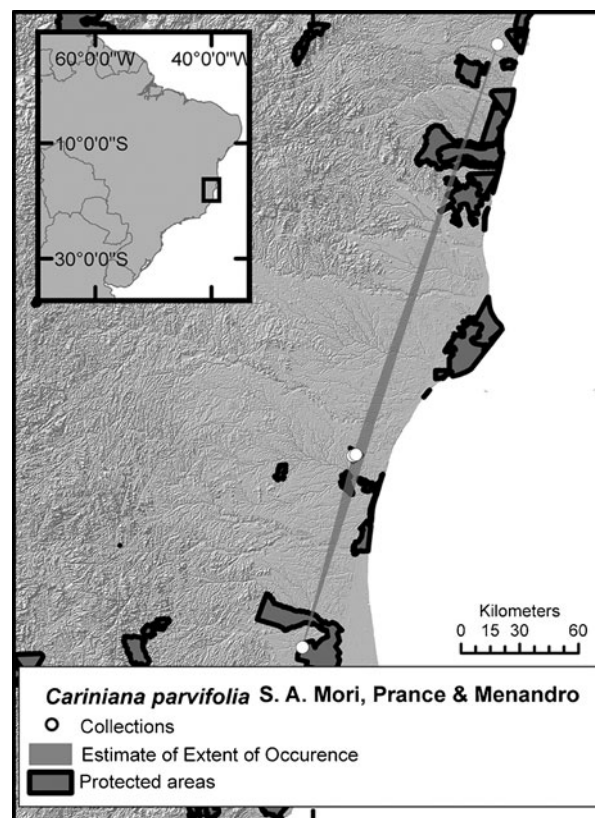 60°0'0"W 40°0'0"W
10°0'0"S
30°0'0"S
Kilometers
0 15 30 60
Cariniana parvifolia S. A. Mori, Prance & Menandro
Collections
Estimate of Extent of Occurence
Protected areas